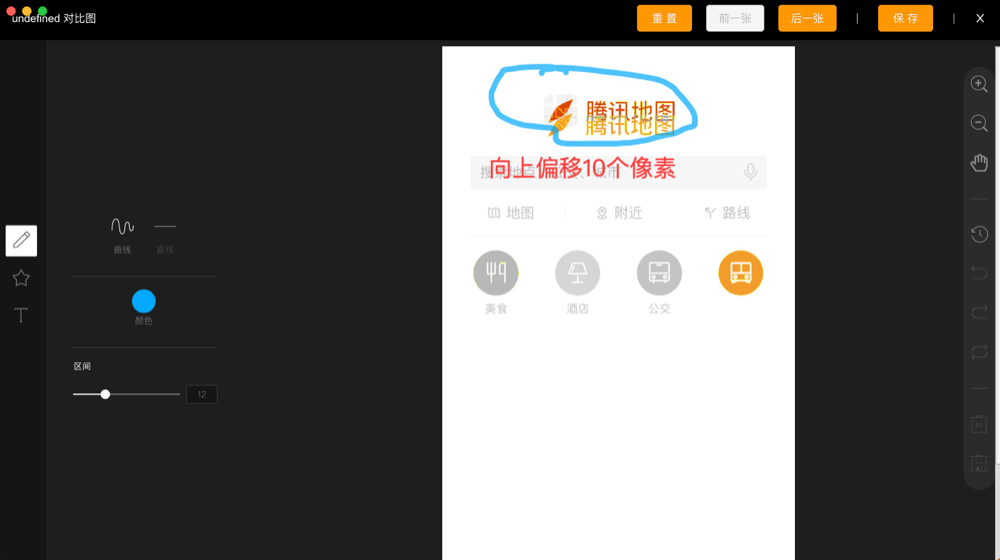 undefined 对比图
重 置
前一张
后一张
保 存
曲线
直线
颜色
区间
12
腾讯地图
腾讯地图
向上偏移10个像素
地图
附近
路线
美食
酒店
公交
ALL